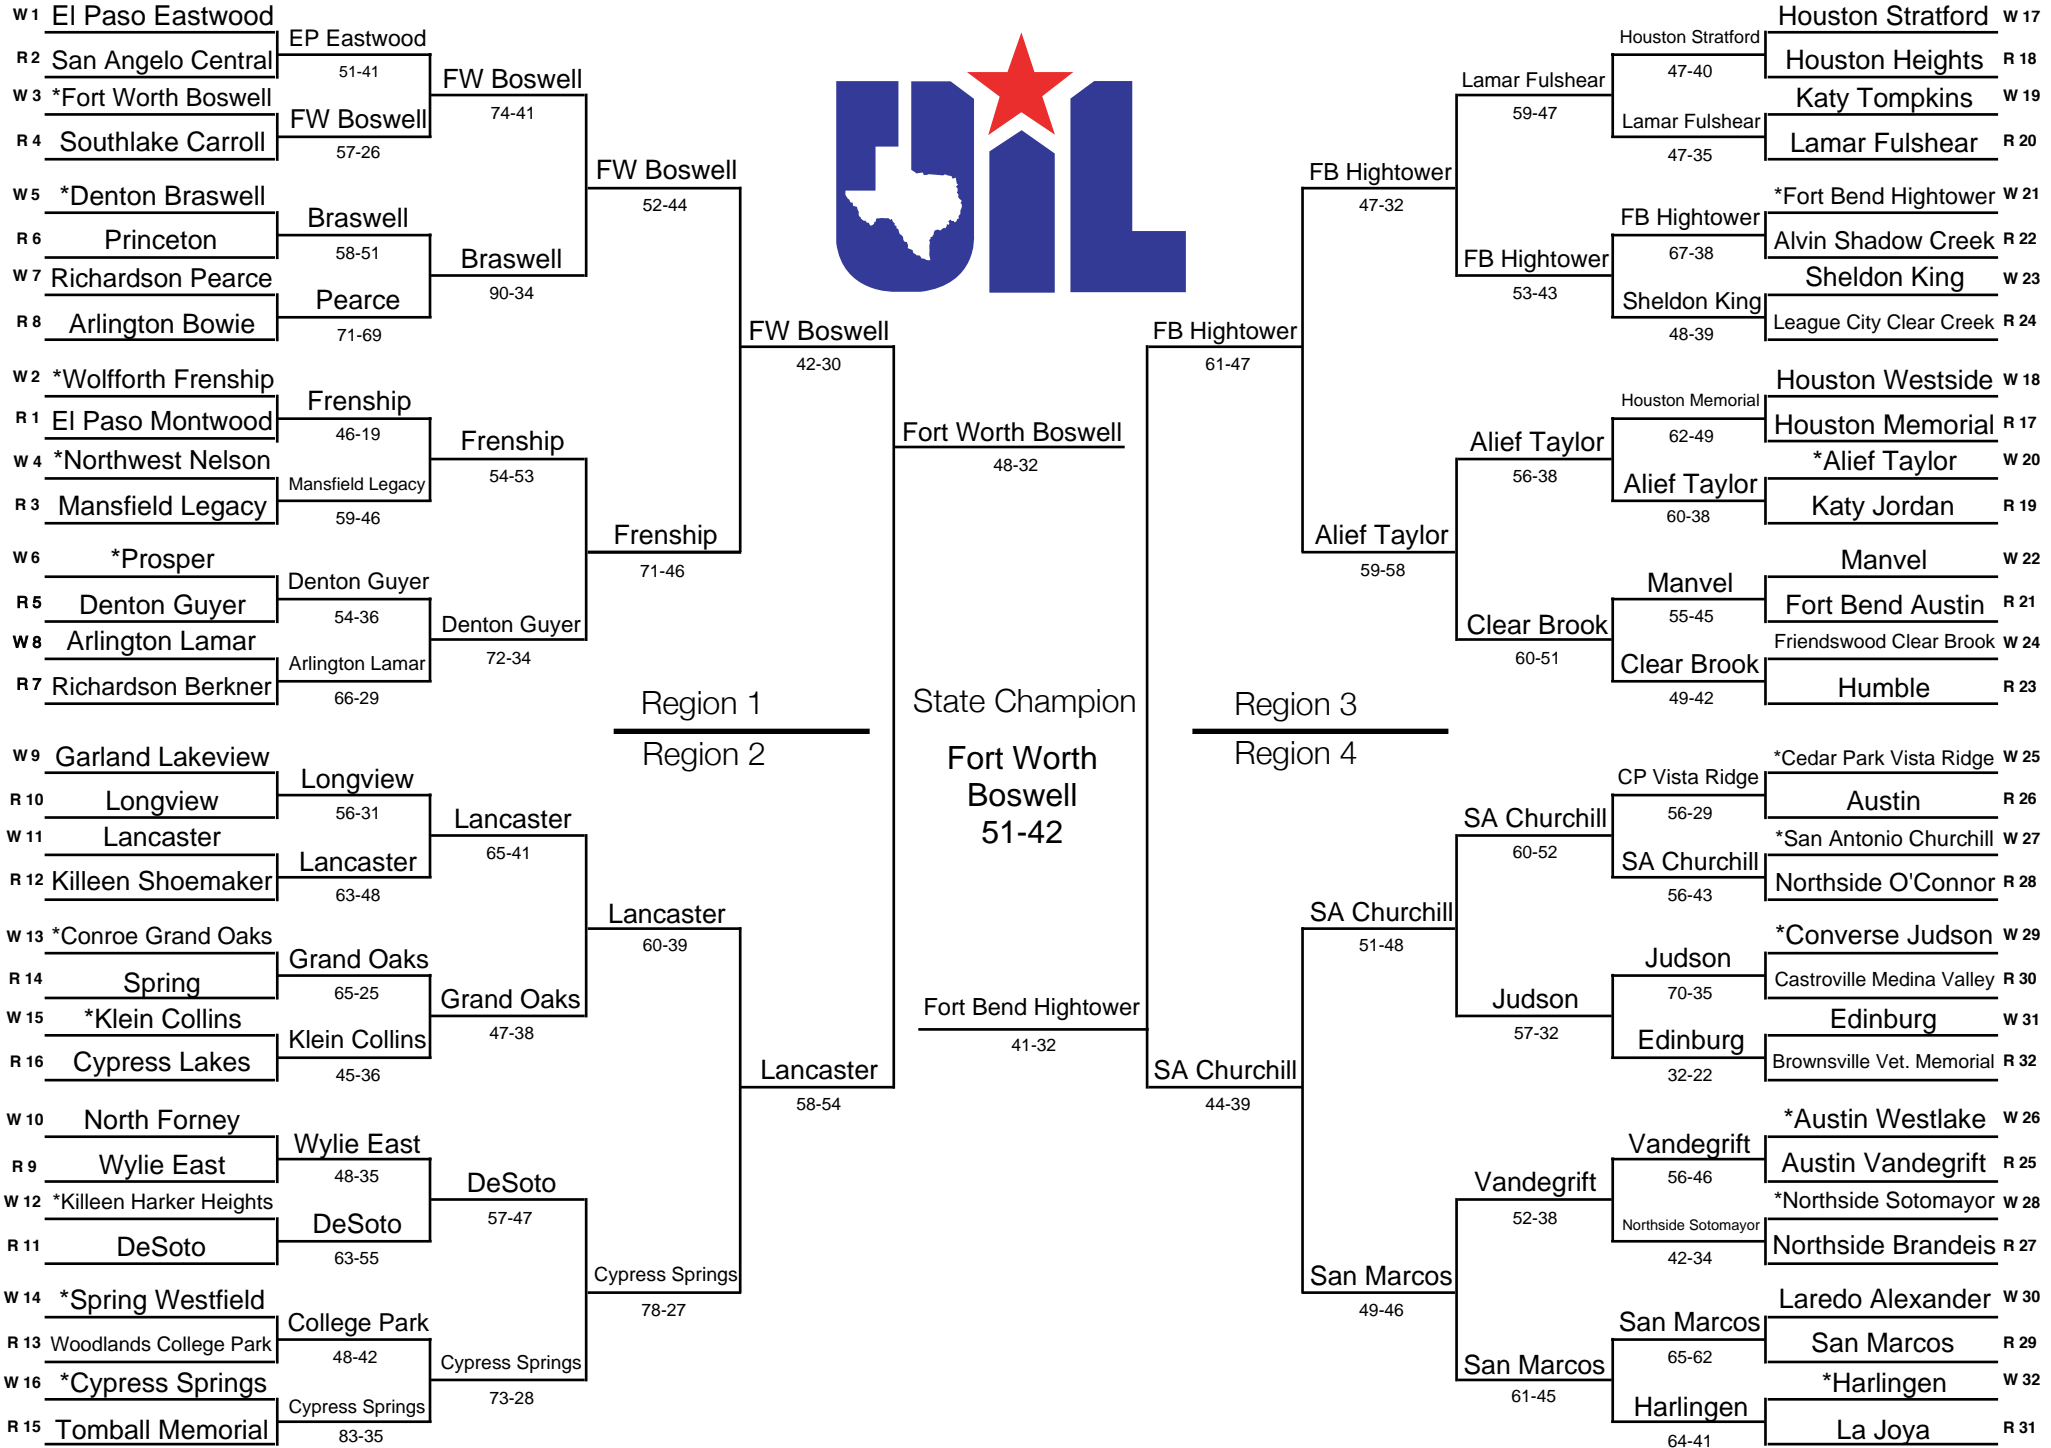 W 1 El Paso Eastwood
R 2 San Angelo Central
W 3 *Fort Worth Boswell
R 4 Southlake Carroll
W 5 *Denton Braswell
R 6 Princeton
W 7 Richardson Pearce
R 8 Arlington Bowie
W 2 *Wolfforth Frenship
R 1 El Paso Montwood
W 4 *Northwest Nelson
R 3 Mansfield Legacy
W 6 *Prosper
R 5 Denton Guyer
W 8 Arlington Lamar
R 7 Richardson Berkner
W 9 Garland Lakeview
R 10 Longview
W 11 Lancaster
R 12 Killeen Shoemaker
W 13 *Conroe Grand Oaks
R 14 Spring
W 15 *Klein Collins
R 16 Cypress Lakes
W 10 North Forney
R 9 Wylie East
W 12 *Killeen Harker Heights
R 11 DeSoto
W 14 *Spring Westfield
R 13 Woodlands College Park
W 16 *Cypress Springs
R 15 Tomball Memorial
EP Eastwood
51-41
FW Boswell
57-26
Braswell
58-51
Pearce
71-69
Frenship
46-19
Mansfield Legacy
59-46
Denton Guyer
54-36
Arlington Lamar
66-29
Longview
56-31
Lancaster
63-48
Grand Oaks
65-25
Klein Collins
45-36
Wylie East
48-35
DeSoto
63-55
College Park
48-42
Cypress Springs
83-35
FW Boswell
74-41
Braswell
90-34
Frenship
54-53
Denton Guyer
72-34
Lancaster
65-41
Grand Oaks
47-38
DeSoto
57-47
Cypress Springs
73-28
FW Boswell
52-44
Frenship
71-46
Lancaster
60-39
Cypress Springs
78-27
FW Boswell
42-30
Lancaster
58-54
Region 1
Region 2
UIL
Fort Worth Boswell
48-32
State Champion
Fort Worth
Boswell
51-42
Fort Bend Hightower
41-32
Region 3
Region 4
FB Hightower
61-47
SA Churchill
44-39
FB Hightower
47-32
Alief Taylor
59-58
SA Churchill
51-48
San Marcos
49-46
Lamar Fulshear
59-47
FB Hightower
53-43
Alief Taylor
56-38
Clear Brook
60-51
SA Churchill
60-52
Judson
57-32
Vandegrift
52-38
San Marcos
61-45
Houston Stratford
47-40
Lamar Fulshear
47-35
FB Hightower
67-38
Sheldon King
48-39
Houston Memorial
62-49
Alief Taylor
60-38
Manvel
55-45
Clear Brook
49-42
CP Vista Ridge
56-29
SA Churchill
56-43
Judson
70-35
Edinburg
32-22
Vandegrift
56-46
Northside Sotomayor
42-34
San Marcos
65-62
Harlingen
64-41
Houston Stratford W 17
Houston Heights R 18
Katy Tompkins W 19
Lamar Fulshear R 20
*Fort Bend Hightower W 21
Alvin Shadow Creek R 22
Sheldon King W 23
League City Clear Creek R 24
Houston Westside W 18
Houston Memorial R 17
*Alief Taylor W 20
Katy Jordan R 19
Manvel W 22
Fort Bend Austin R 21
Friendswood Clear Brook W 24
Humble R 23
*Cedar Park Vista Ridge W 25
Austin R 26
*San Antonio Churchill W 27
Northside O'Connor R 28
*Converse Judson W 29
Castroville Medina Valley R 30
Edinburg W 31
Brownsville Vet. Memorial R 32
*Austin Westlake W 26
Austin Vandegrift R 25
*Northside Sotomayor W 28
Northside Brandeis R 27
Laredo Alexander W 30
San Marcos R 29
*Harlingen W 32
La Joya R 31